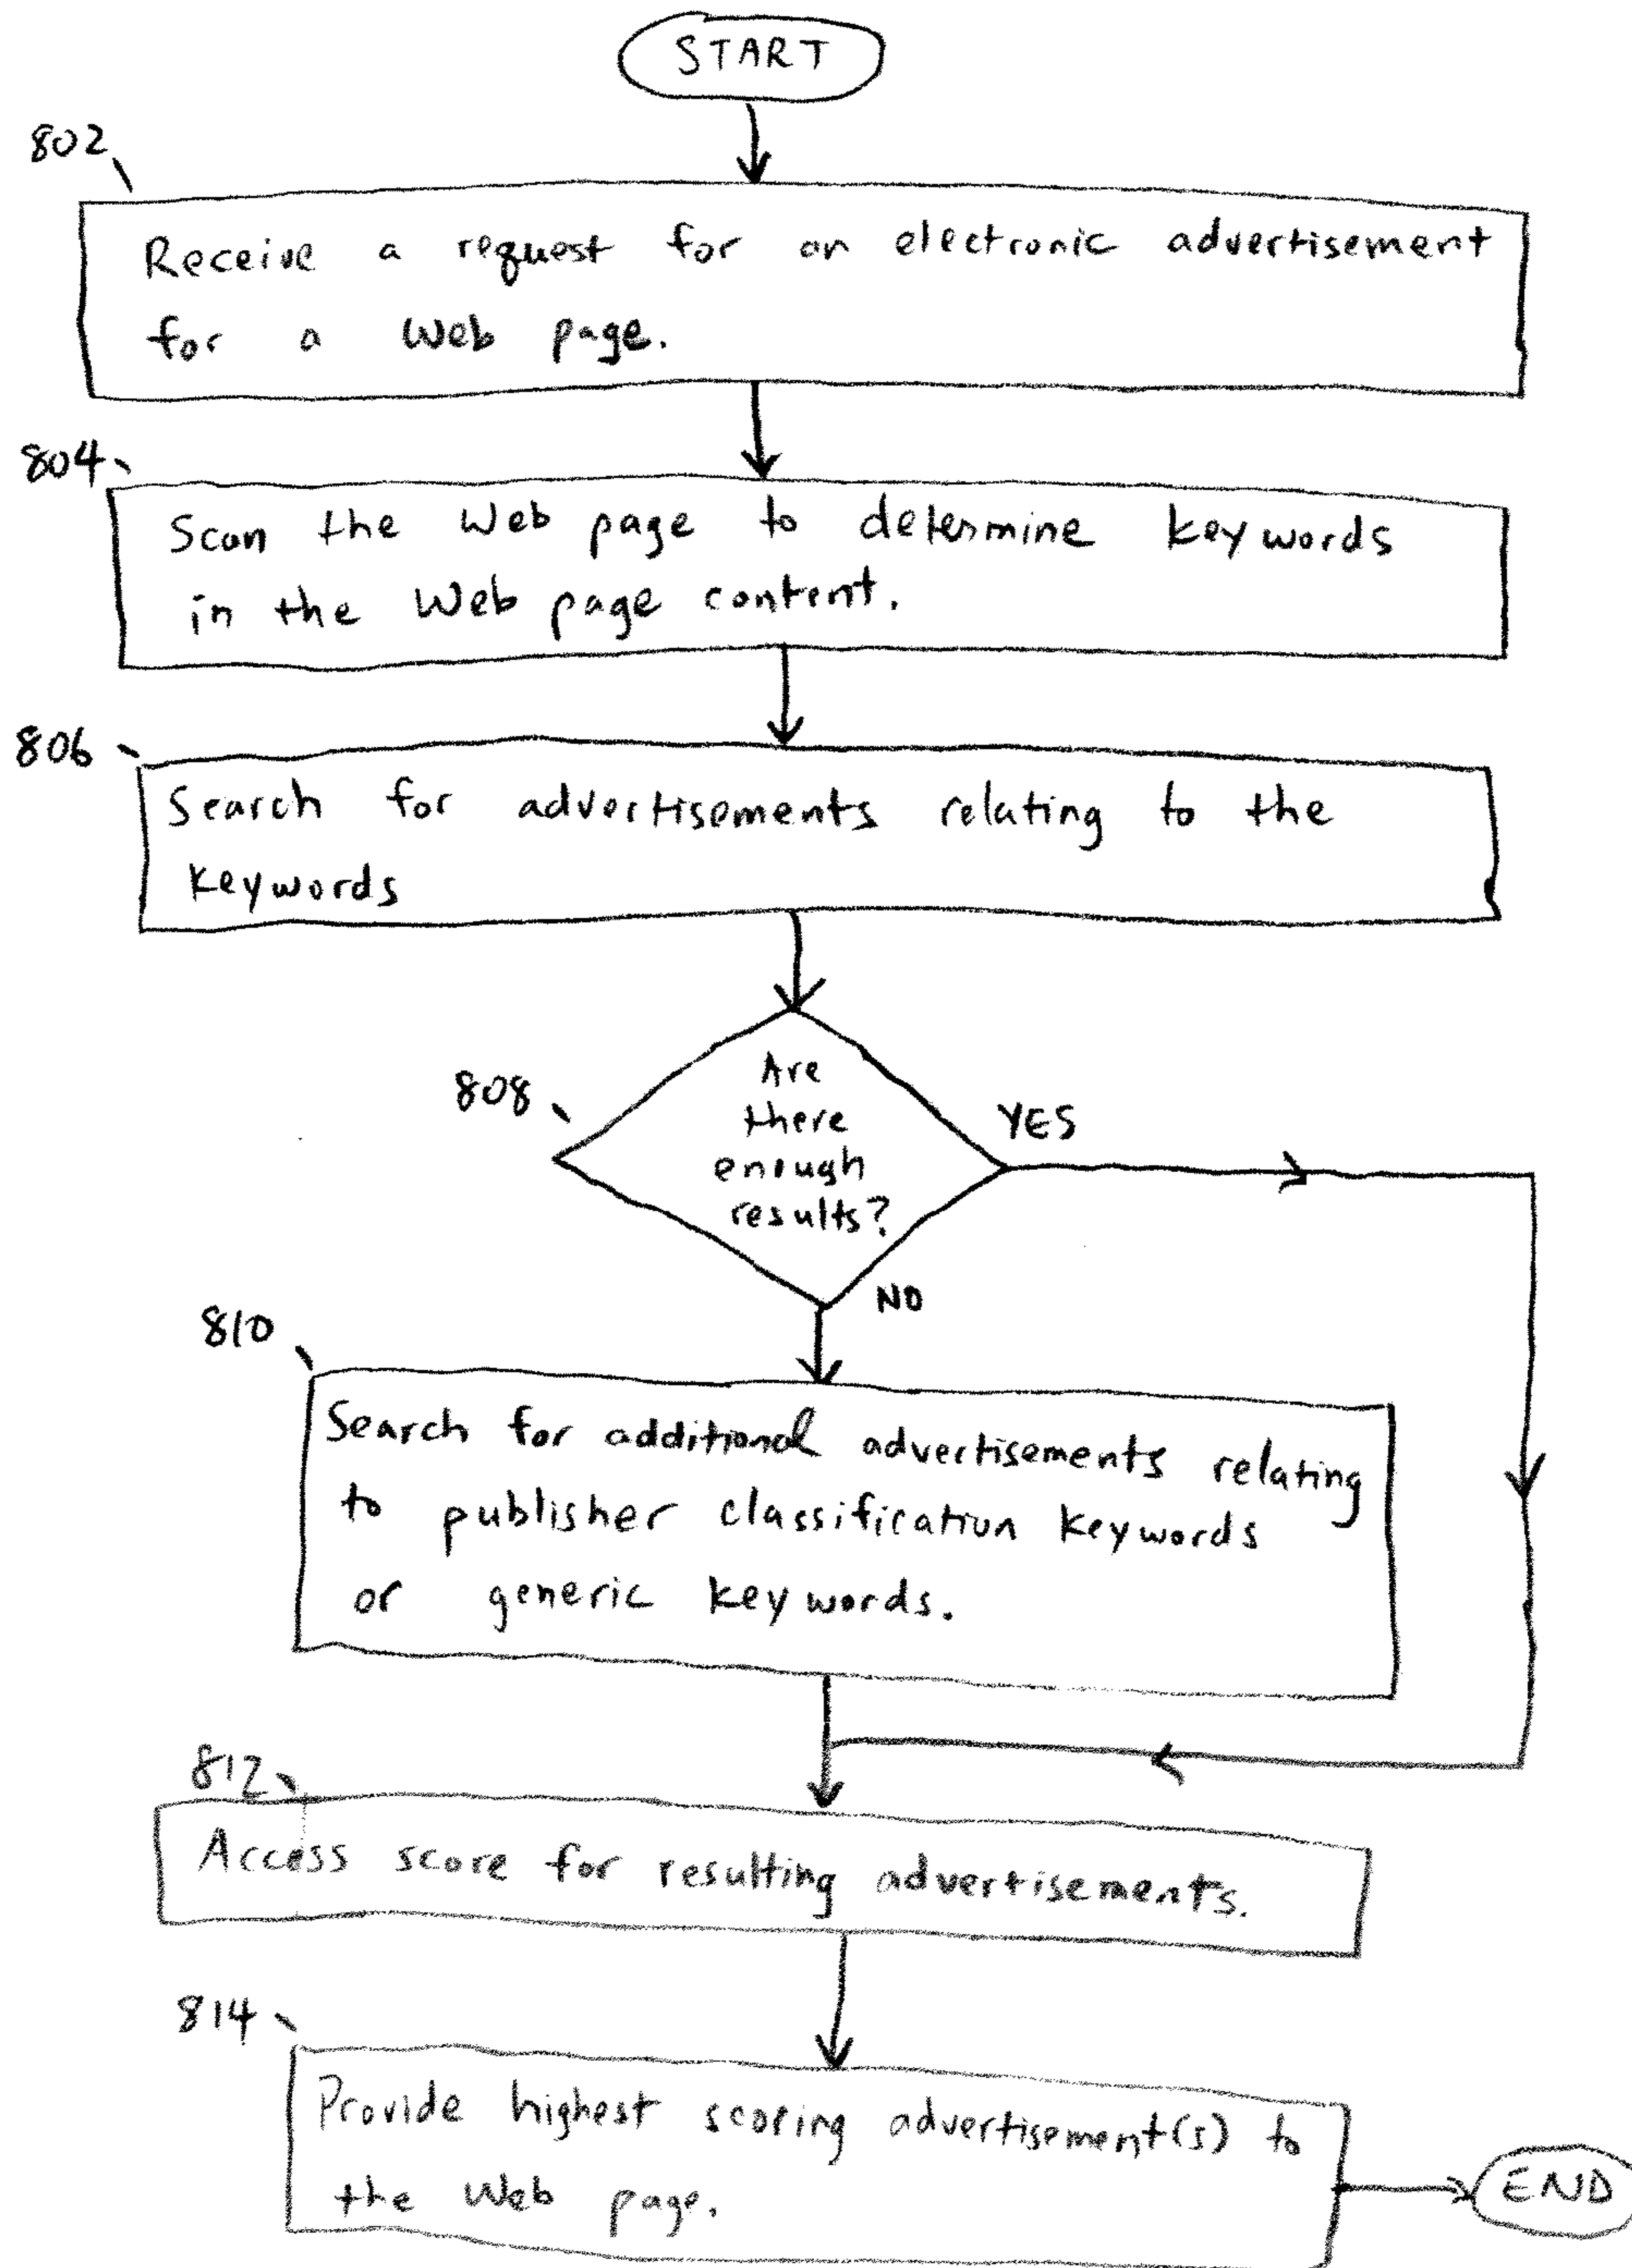 START
802
Receive a request for an electronic advertisement
for a Web page.
804
Scan the Web page to determine keywords
in the Web page content.
806
Search for advertisements relating to the
keywords
808
Are
there
enough
results?
YES
NO
810
Search for additional advertisements relating
to publisher classification keywords
or generic keywords.
812
Access score for resulting advertisements.
814
Provide highest scoring advertisement(s) to
the Web page.
END